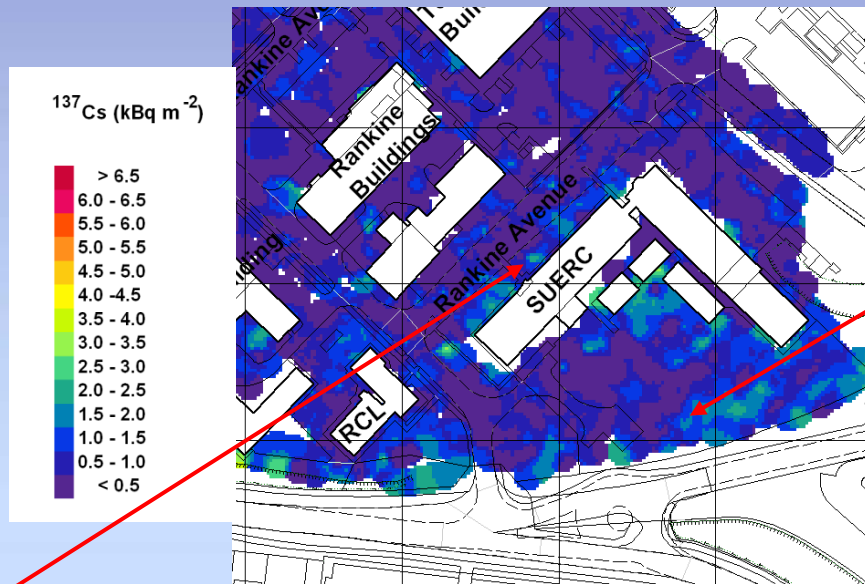 ¹³⁷Cs (kBq m⁻²)
> 6.5
6.0 - 6.5
5.5 - 6.0
5.0 - 5.5
4.5 - 5.0
4.0 -4.5
3.5 - 4.0
3.0 - 3.5
2.5 - 3.0
2.0 - 2.5
1.5 - 2.0
1.0 - 1.5
0.5 - 1.0
< 0.5
Rankine
Buildings
Rankine Avenue
SUERC
RCL